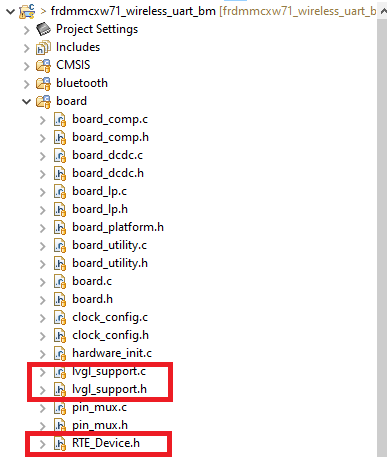 > frdmmcxw71_wireless_uart_bm [frdmmcxw71_wireless_uart_b
Project Settings
Includes
CMSIS
bluetooth
board
board_comp.c
board_comp.h
board_dcdc.c
board_dcdc.h
board_lp.c
board_lp.h
board_platform.h
board_utility.c
board_utility.h
board.c
board.h
clock_config.c
clock_config.h
hardware_init.c
lvgl_support.c
lvgl_support.h
pin_mux.c
pin_mux.h
RTE_Device.h